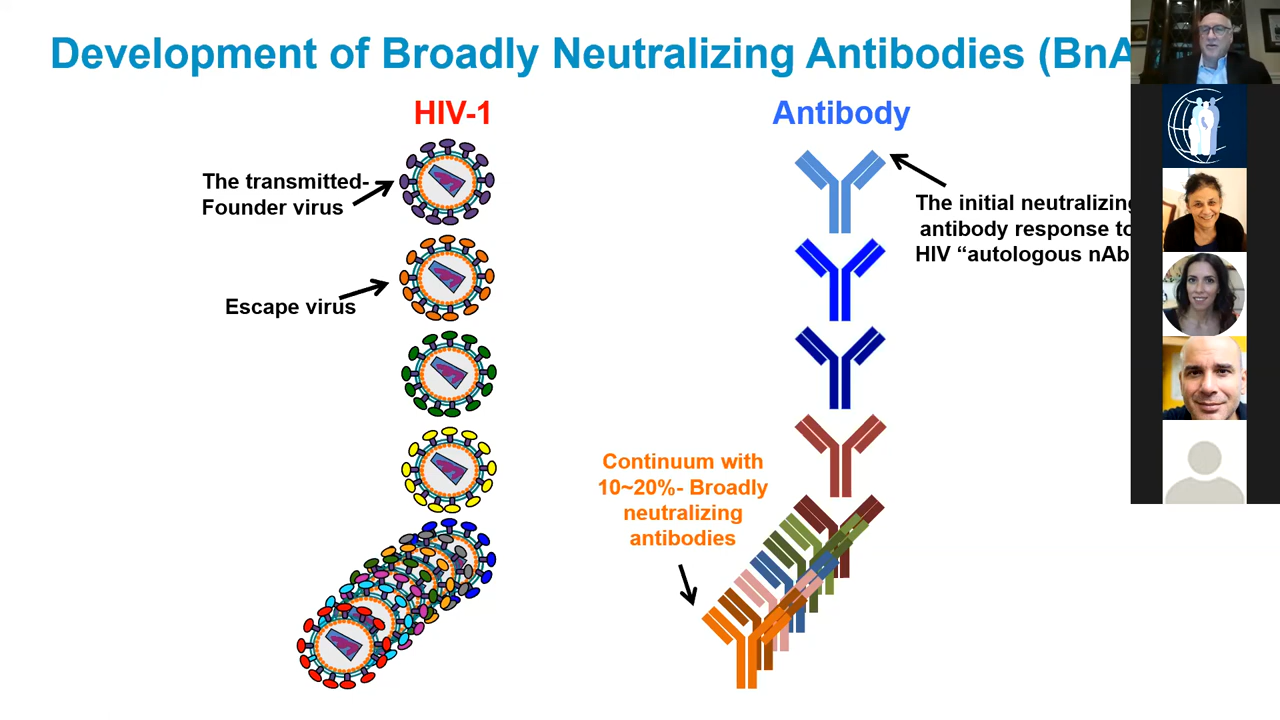 Development of Broadly Neutralizing Antibodies (BnA
HIV-1
Antibody
The transmitted-
Founder virus
The initial neutralizing
antibody response to
HIV “autologous nAb
Escape virus
Continuum with
10~20%- Broadly
neutralizing
antibodies